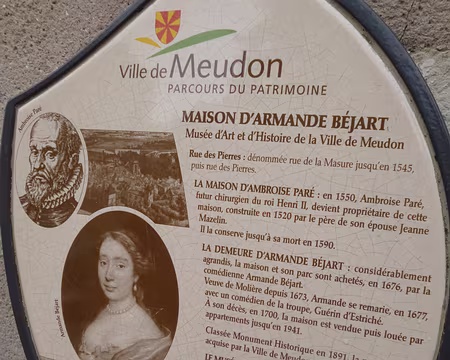 Ville de Meudon
PARCOURS DU PATRIMOINE
MAISON D'ARMANDE BÉJART
Musée d'Art et d'Histoire de la Ville de Meudon
Rue des Pierres : dénommée rue de la Masure jusqu'en 1545,
puis rue des Pierres.
LA MAISON D'AMBROISE PARÉ : en 1550, Ambroise Paré,
futur chirurgien du roi Henri II, devient propriétaire de cette
maison, construite en 1520 par le père de son épouse Jeanne
Mazelin.
Il la conserve jusqu'à sa mort en 1590.
LA DEMEURE D'ARMANDE BÉJART : considérablement
agrandis, la maison et son parc sont achetés, en 1676, par la
comédienne Armande Béjart.
Veuve de Molière depuis 1673, Armande se remarie, en 1677,
avec un comédien de la troupe, Guérin d'Estriché.
À son décès, en 1700, la maison est vendue puis louée par
appartements jusqu'en 1941.
Classée Monument Historique en 1891, la
acquise par la Ville de Meudon
LE
Ambroise Paré
Armande Béjart